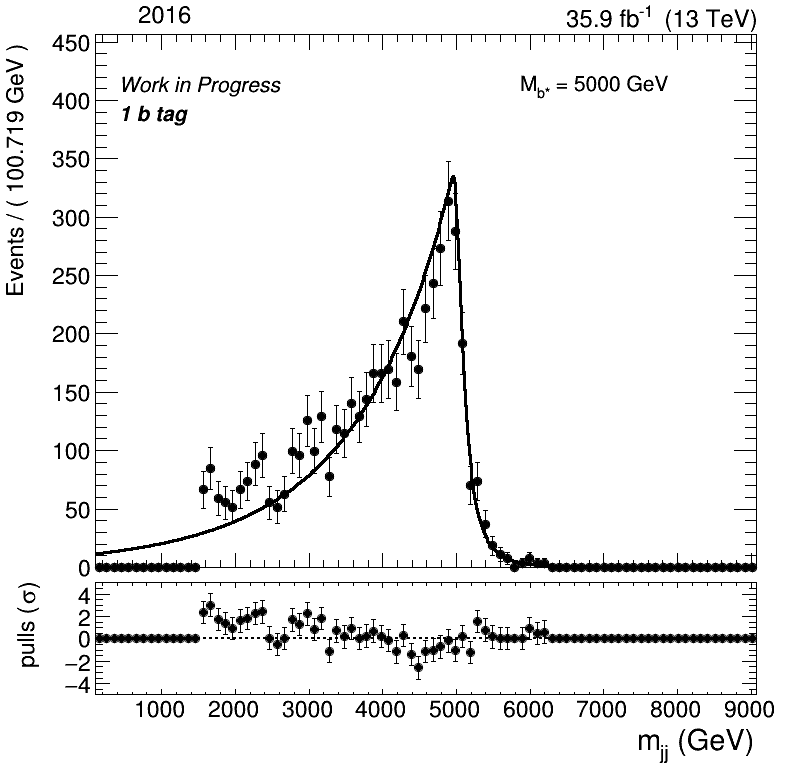 2016 35.9 fb⁻¹ (13 TeV)
Events / ( 100.719 GeV )
450
400
350
300
250
200
150
100
50
0
Work in Progress
1 b tag
M_b* = 5000 GeV
pulls (σ)
4
2
0
−2
−4
1000 2000 3000 4000 5000 6000 7000 8000 9000
m_jj (GeV)